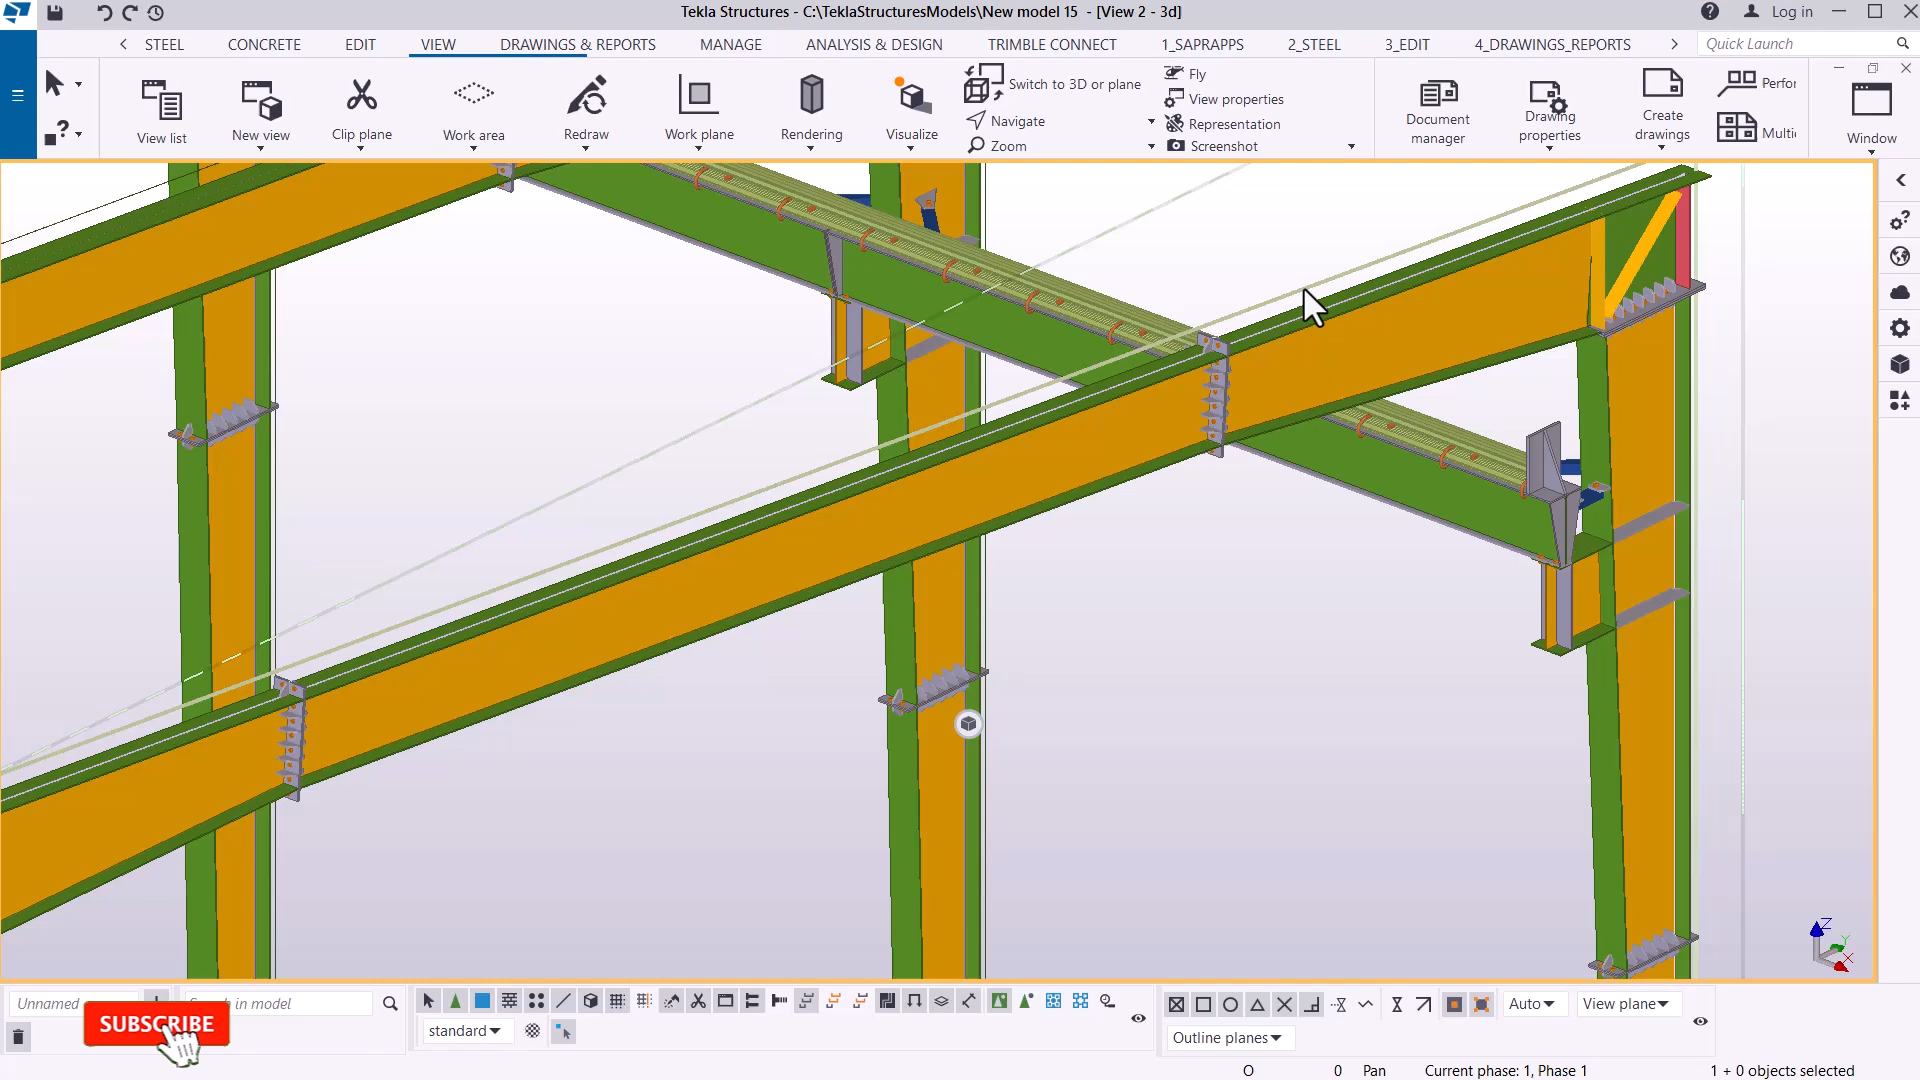 Tekla Structures - C:\TeklaStructuresModels\New model 15 - [View 2 - 3d]
Log in
STEEL CONCRETE EDIT VIEW DRAWINGS & REPORTS MANAGE ANALYSIS & DESIGN TRIMBLE CONNECT 1_SAPRAPPS 2_STEEL 3_EDIT 4_DRAWINGS_REPORTS Quick Launch
View list
New view
Clip plane
Work area
Redraw
Work plane
Rendering
Visualize
Switch to 3D or plane
Navigate
Zoom
Fly
View properties
Representation
Screenshot
Document manager
Drawing properties
Create drawings
Perfor
Multi
Window
Z
Y
X
Unnamed
Search in model
SUBSCRIBE
standard
Auto
View plane
Outline planes
O 0 Pan Current phase: 1, Phase 1 1 + 0 objects selected